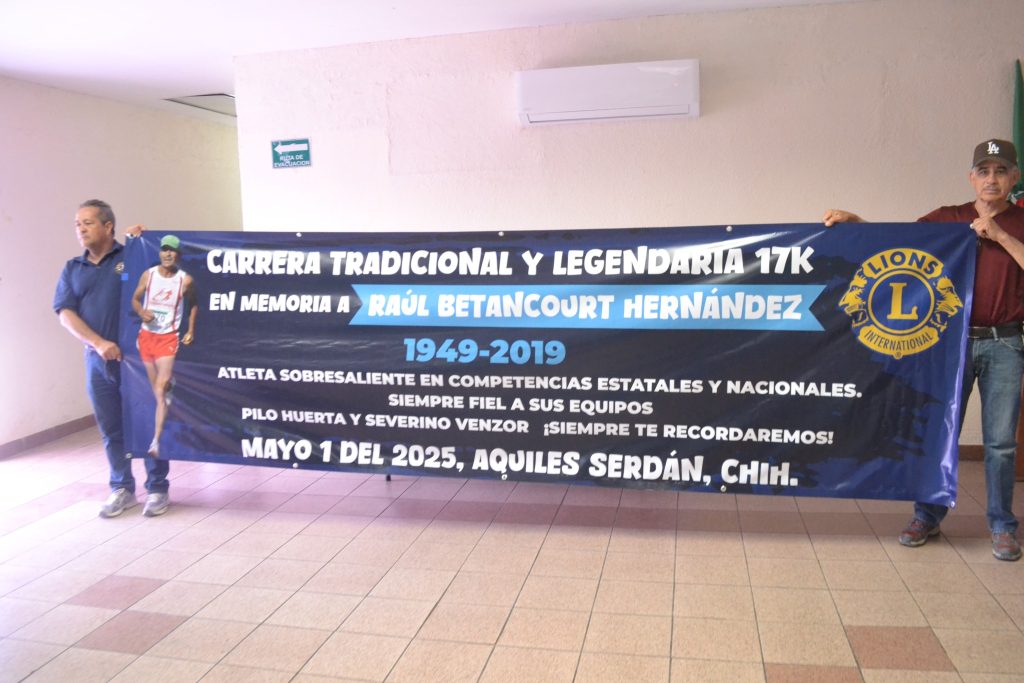 RUTA DE
EVACUACION
LA
CARRERA TRADICIONAL Y LEGENDARIA 17K
EN MEMORIA A RAÚL BETANCOURT HERNÁNDEZ
1949-2019
ATLETA SOBRESALIENTE EN COMPETENCIAS ESTATALES Y NACIONALES.
SIEMPRE FIEL A SUS EQUIPOS
PILO HUERTA Y SEVERINO VENZOR ¡SIEMPRE TE RECORDAREMOS!
MAYO 1 DEL 2025, AQUILES SERDÁN, CHIH.
LIONS
L
INTERNATIONAL